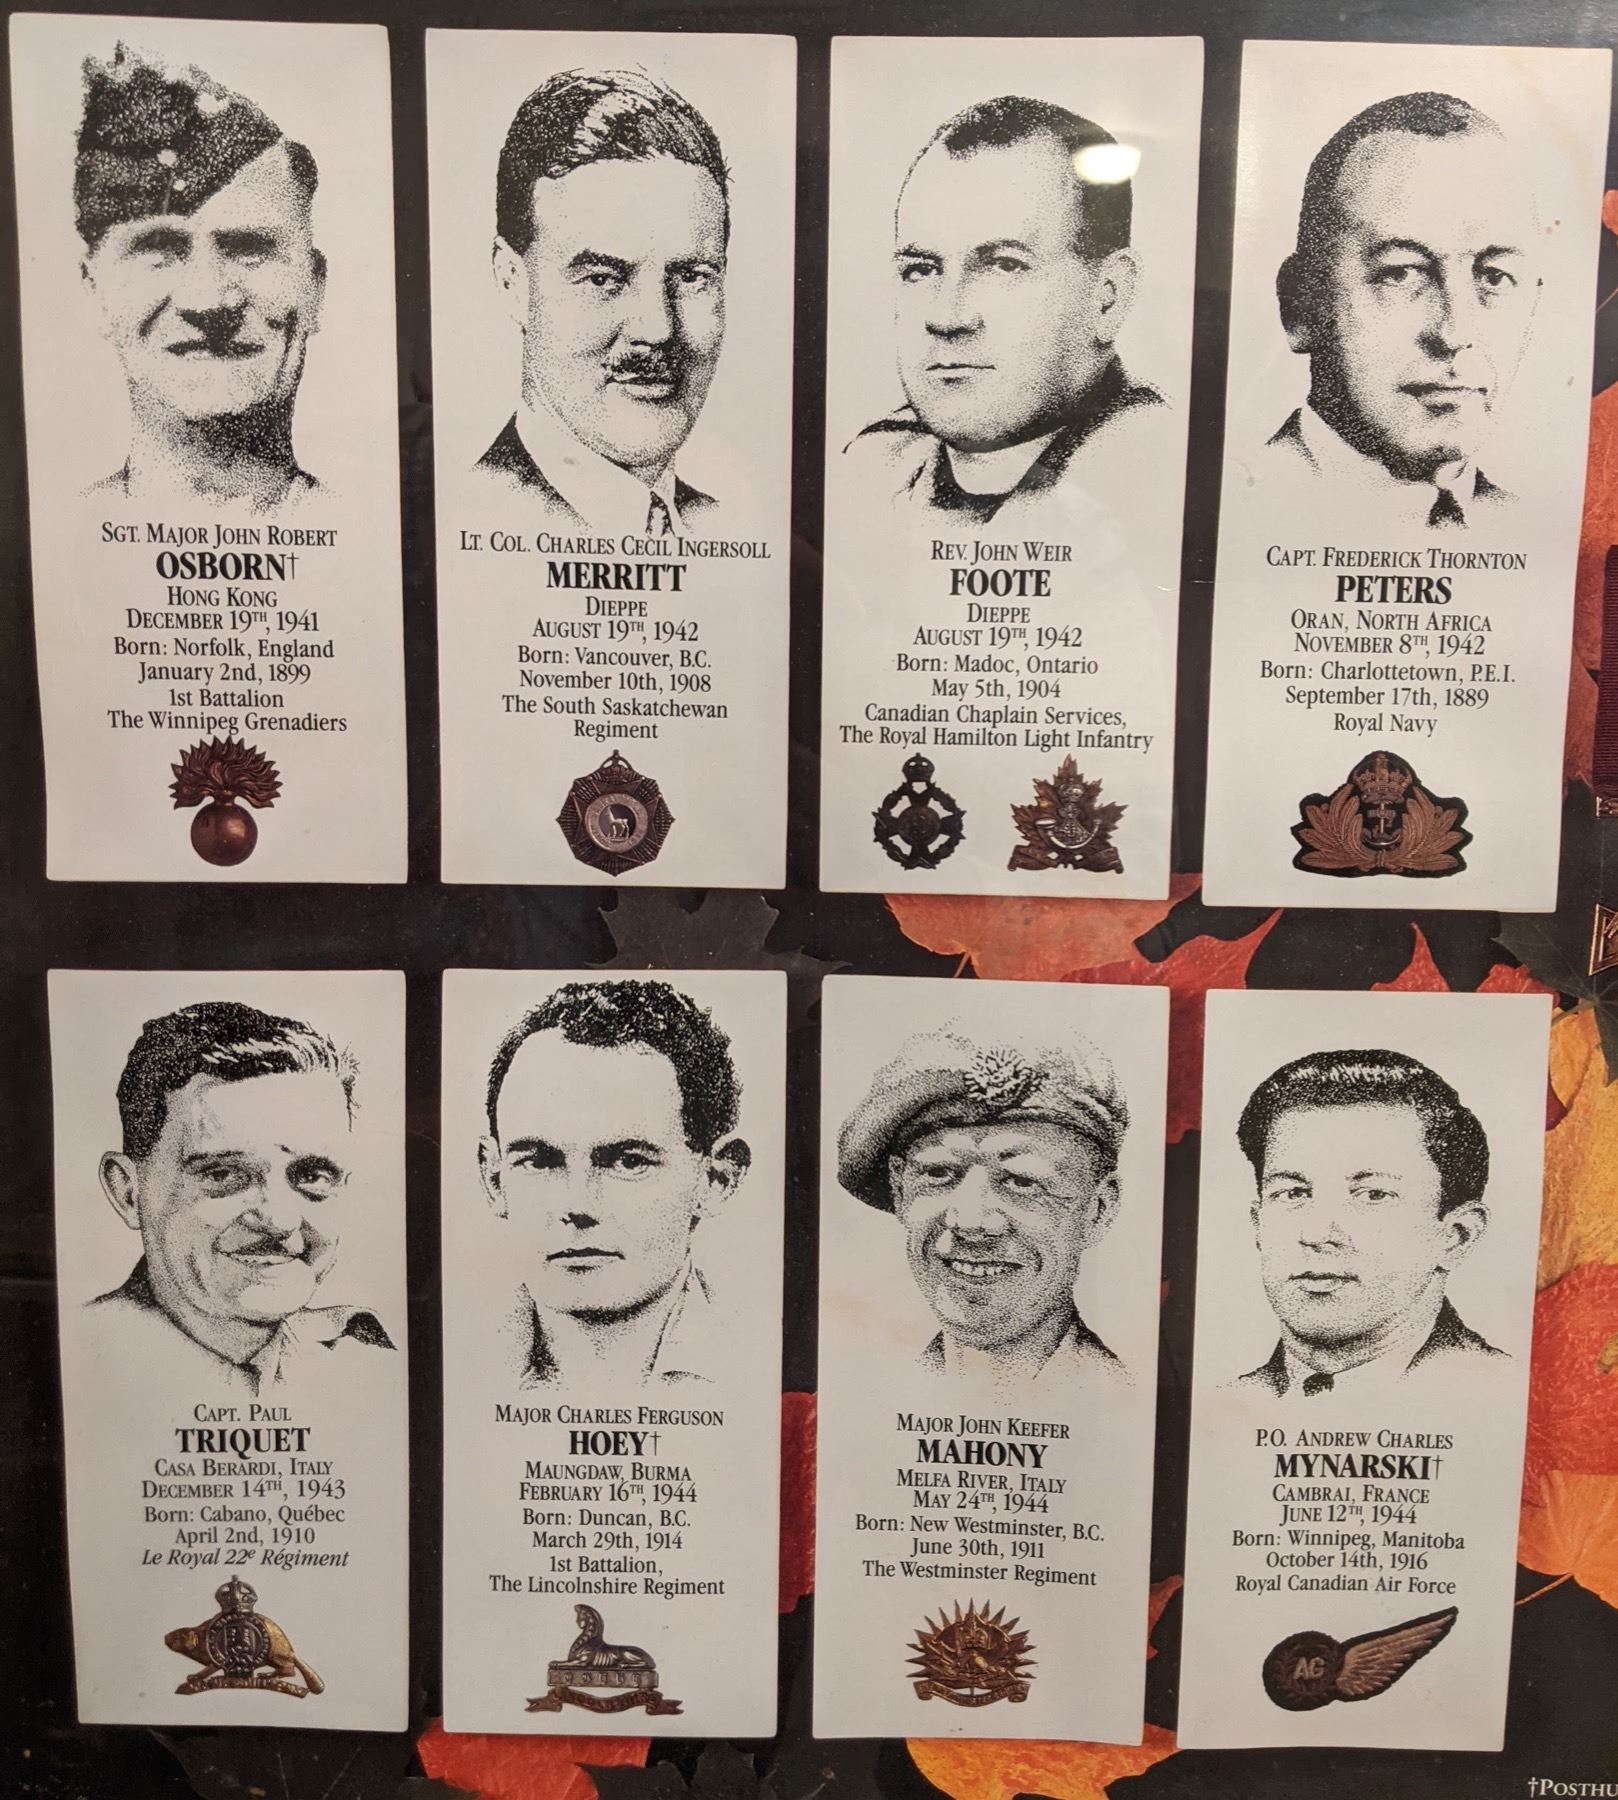 SGT. MAJOR JOHN ROBERT
OSBORN†
HONG KONG
DECEMBER 19TH, 1941
Born: Norfolk, England
January 2nd, 1899
1st Battalion
The Winnipeg Grenadiers
LT. COL. CHARLES CECIL INGERSOLL
MERRITT
DIEPPE
AUGUST 19TH, 1942
Born: Vancouver, B.C.
November 10th, 1908
The South Saskatchewan
Regiment
REV. JOHN WEIR
FOOTE
DIEPPE
AUGUST 19TH, 1942
Born: Madoc, Ontario
May 5th, 1904
Canadian Chaplain Services,
The Royal Hamilton Light Infantry
CAPT. FREDERICK THORNTON
PETERS
ORAN, NORTH AFRICA
NOVEMBER 8TH, 1942
Born: Charlottetown, P.E.I.
September 17th, 1889
Royal Navy
CAPT. PAUL
TRIQUET
CASA BERARDI, ITALY
DECEMBER 14TH, 1943
Born: Cabano, Québec
April 2nd, 1910
Le Royal 22e Régiment
MAJOR CHARLES FERGUSON
HOEY†
MAUNGDAW, BURMA
FEBRUARY 16TH, 1944
Born: Duncan, B.C.
March 29th, 1914
1st Battalion,
The Lincolnshire Regiment
MAJOR JOHN KEEFER
MAHONY
MELFA RIVER, ITALY
MAY 24TH, 1944
Born: New Westminster, B.C.
June 30th, 1911
The Westminster Regiment
P.O. ANDREW CHARLES
MYNARSKI†
CAMBRAI, FRANCE
JUNE 12TH, 1944
Born: Winnipeg, Manitoba
October 14th, 1916
Royal Canadian Air Force
AG
†POSTHU